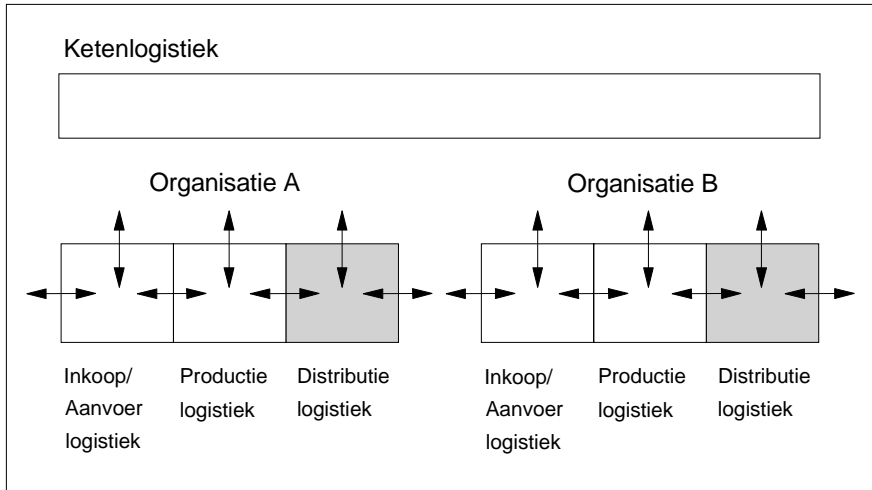 Ketenlogistiek
Organisatie A
Organisatie B
Inkoop/
Aanvoer
logistiek
Productie
logistiek
Distributie
logistiek
Inkoop/
Aanvoer
logistiek
Productie
logistiek
Distributie
logistiek